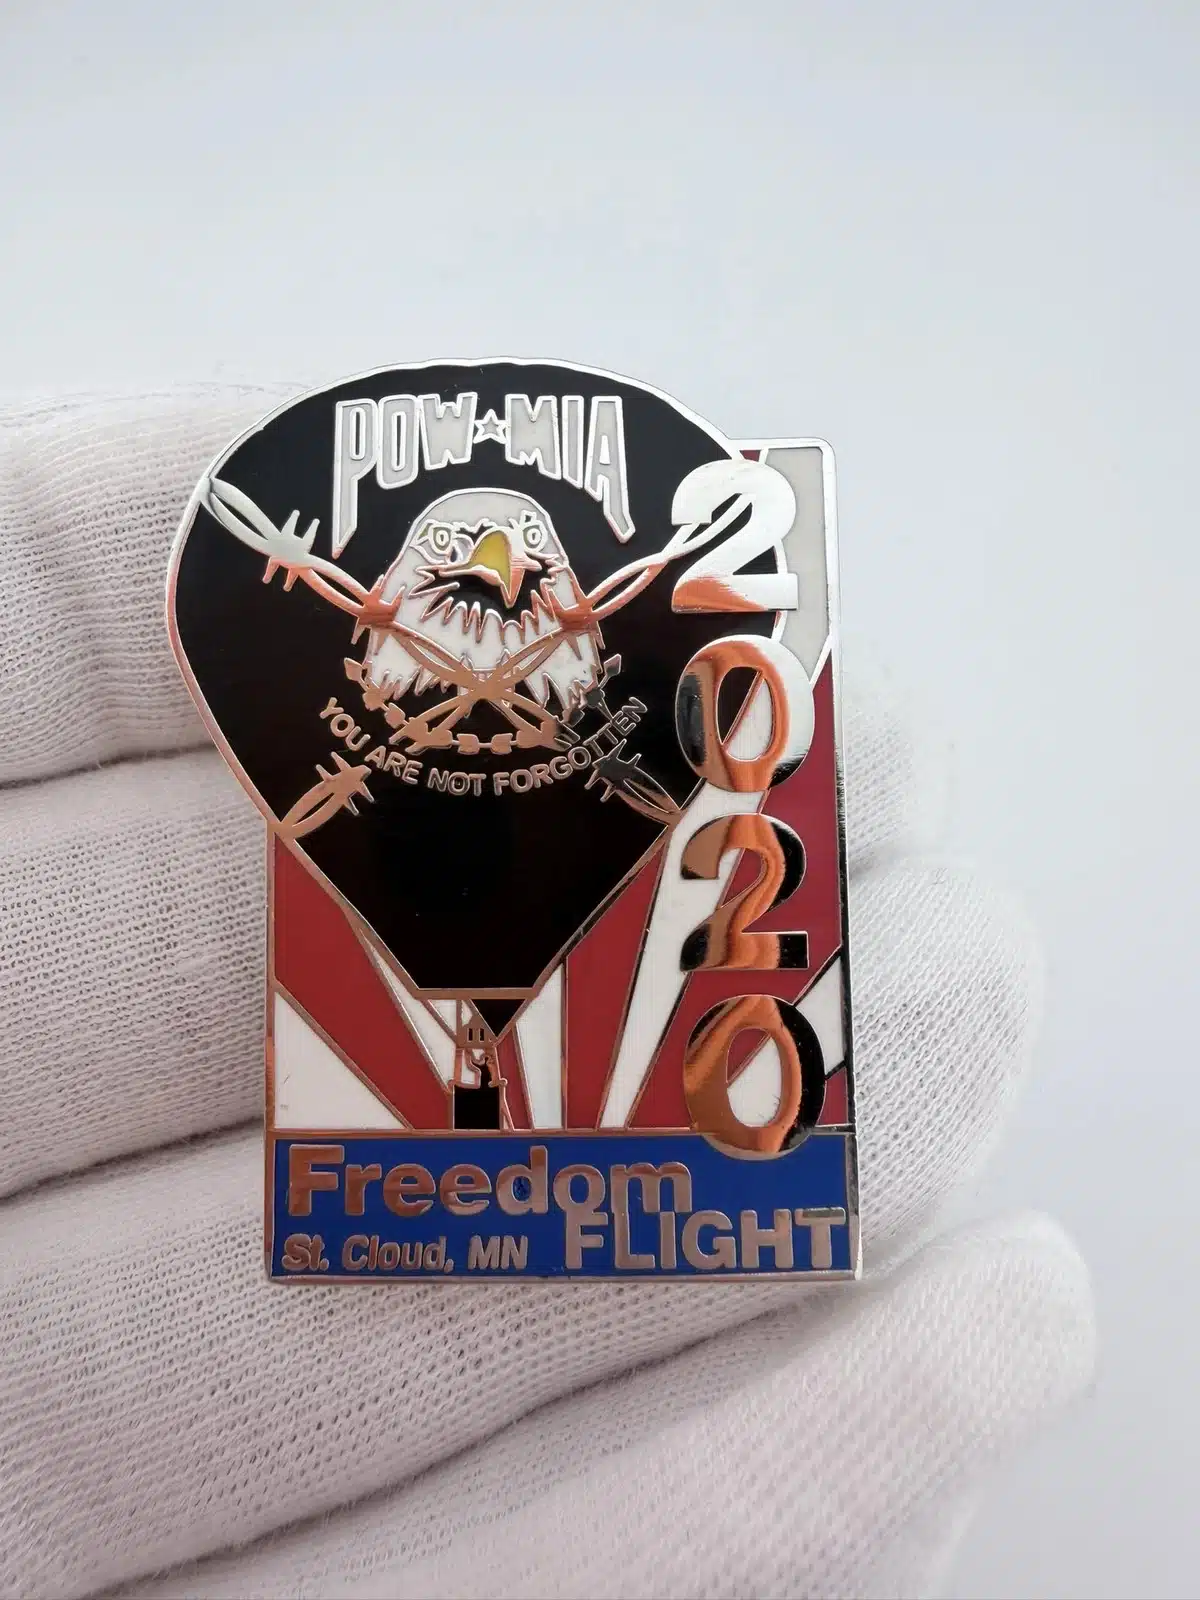 POW★MIA
YOU ARE NOT FORGOTTEN
2020
Freedom
FLIGHT
St. Cloud, MN